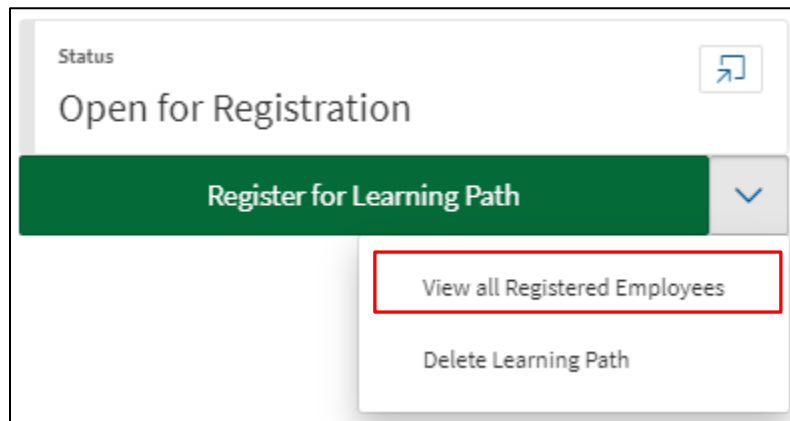 Status
Open for Registration
Register for Learning Path
View all Registered Employees
Delete Learning Path